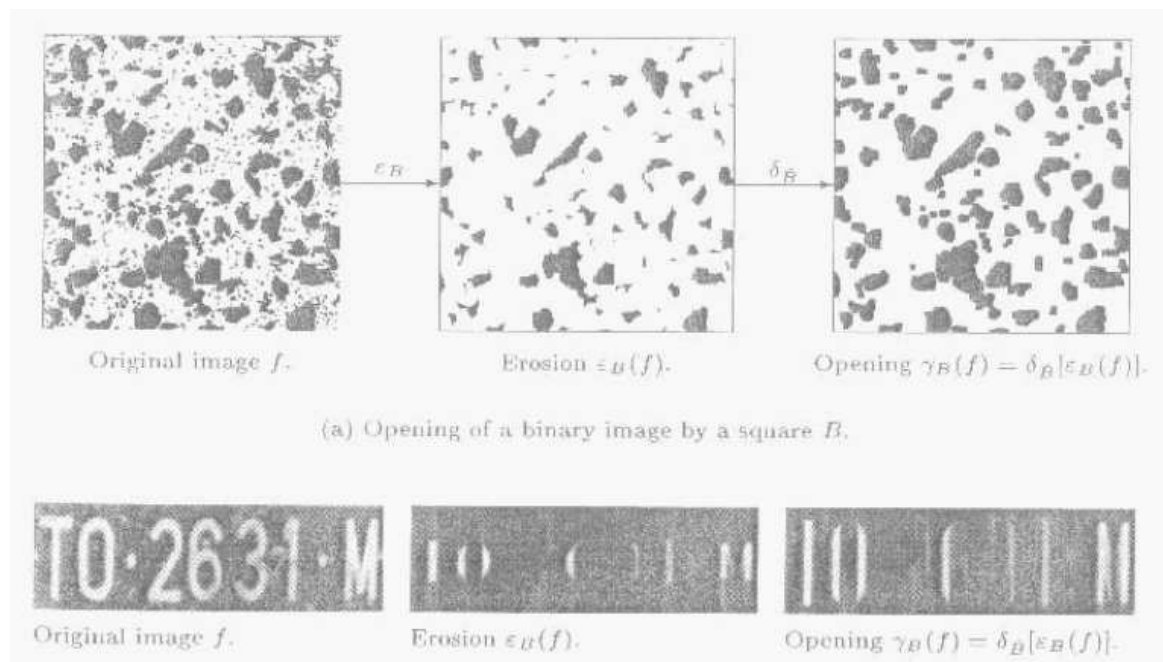 ε_B δ_B̌
Original image f. Erosion ε_B(f). Opening γ_B(f) = δ_B̌[ε_B(f)].
(a) Opening of a binary image by a square B.
TO·2631·M
Original image f. Erosion ε_B(f). Opening γ_B(f) = δ_B̌[ε_B(f)].